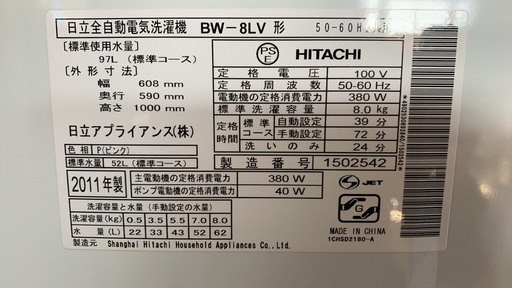 日立全自動電気洗濯機 BW-8LV 形 50-60Hz共用
[標準使用水量]
97L (標準コース)
[外形寸法]
幅 608 mm
奥行 590 mm
高さ 1000 mm
日立アプライアンス(株)
色相 P(ピンク)
標準水量 52L (標準コース)
PS
E
HITACHI
定格電圧 100 V
定格周波数 50-60 Hz
電動機の定格消費電力 380 W
標準洗濯容量 8.0kg
定格時間 標準コース 自動設定 39 分
手動設定 72 分
洗いのみ 24 分
製造番号 1502542
2011年製
主電動機の定格消費電力 380 W
ポンプ電動機の定格消費電力 40 W
洗濯容量と水量 (手動設定の水量)
洗濯容量(kg) 0.5 3.5 5.5 7.0 8.0
水量(L) 22 33 43 52 62
製造元 Shanghai Hitachi Household Appliances Co.,Ltd.
S JET
G
MADE IN CHINA
1CHSD2180-A